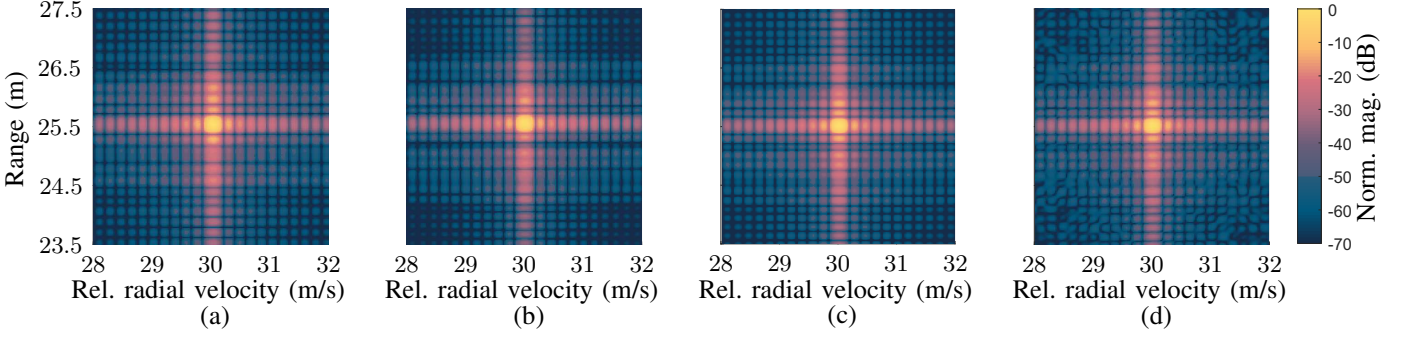 27.5
26.5
25.5
24.5
23.5
Range (m)
28 29 30 31 32
Rel. radial velocity (m/s)
(a)
28 29 30 31 32
Rel. radial velocity (m/s)
(b)
28 29 30 31 32
Rel. radial velocity (m/s)
(c)
28 29 30 31 32
Rel. radial velocity (m/s)
(d)
0
-10
-20
-30
-40
-50
-60
-70
Norm. mag. (dB)